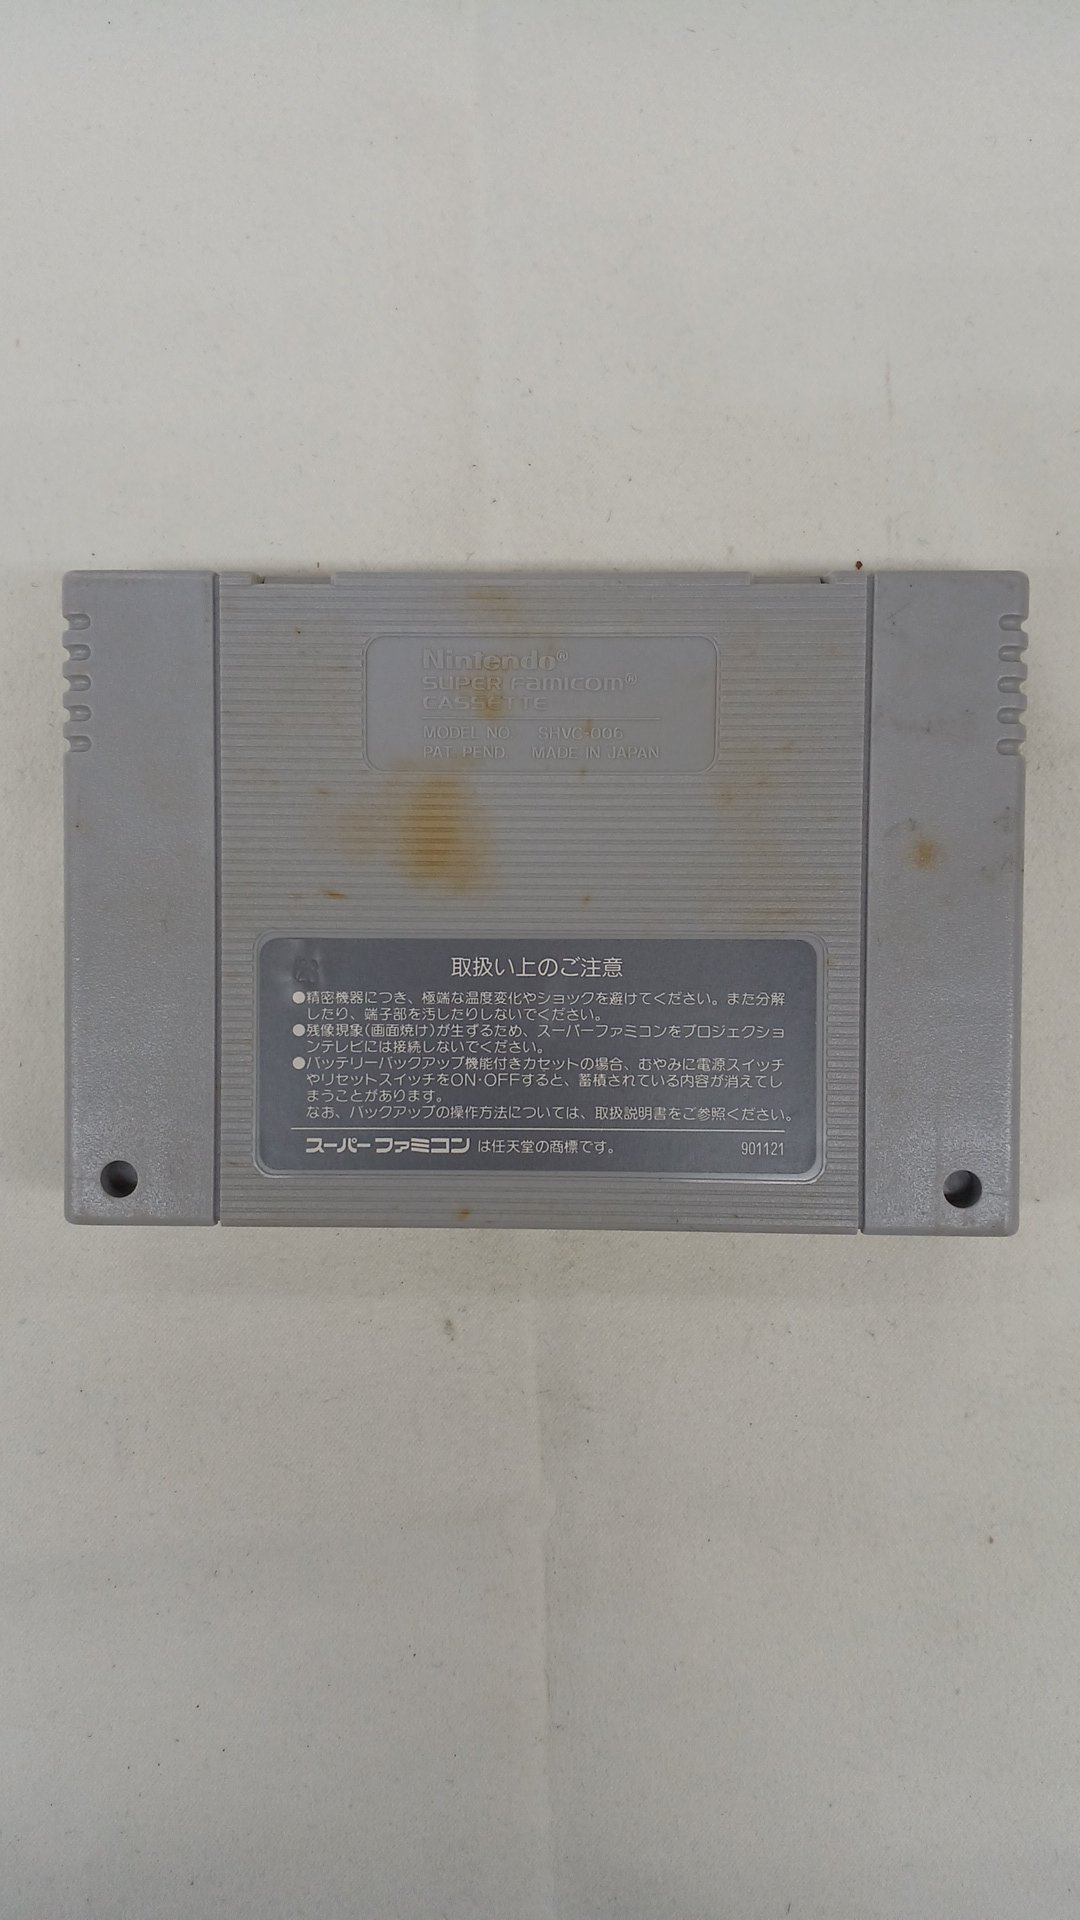 Nintendo®
SUPER Famicom®
CASSETTE
MODEL NO. SHVC-006
PAT. PEND. MADE IN JAPAN
取扱い上のご注意
●精密機器につき、極端な温度変化やショックを避けてください。また分解
したり、端子部を汚したりしないでください。
●残像現象(画面焼け)が生ずるため、スーパーファミコンをプロジェクショ
ンテレビには接続しないでください。
●バッテリーバックアップ機能付きカセットの場合、むやみに電源スイッチ
やリセットスイッチをON・OFFすると、蓄積されている内容が消えてし
まうことがあります。
なお、バックアップの操作方法については、取扱説明書をご参照ください。
スーパーファミコン は任天堂の商標です。 901121